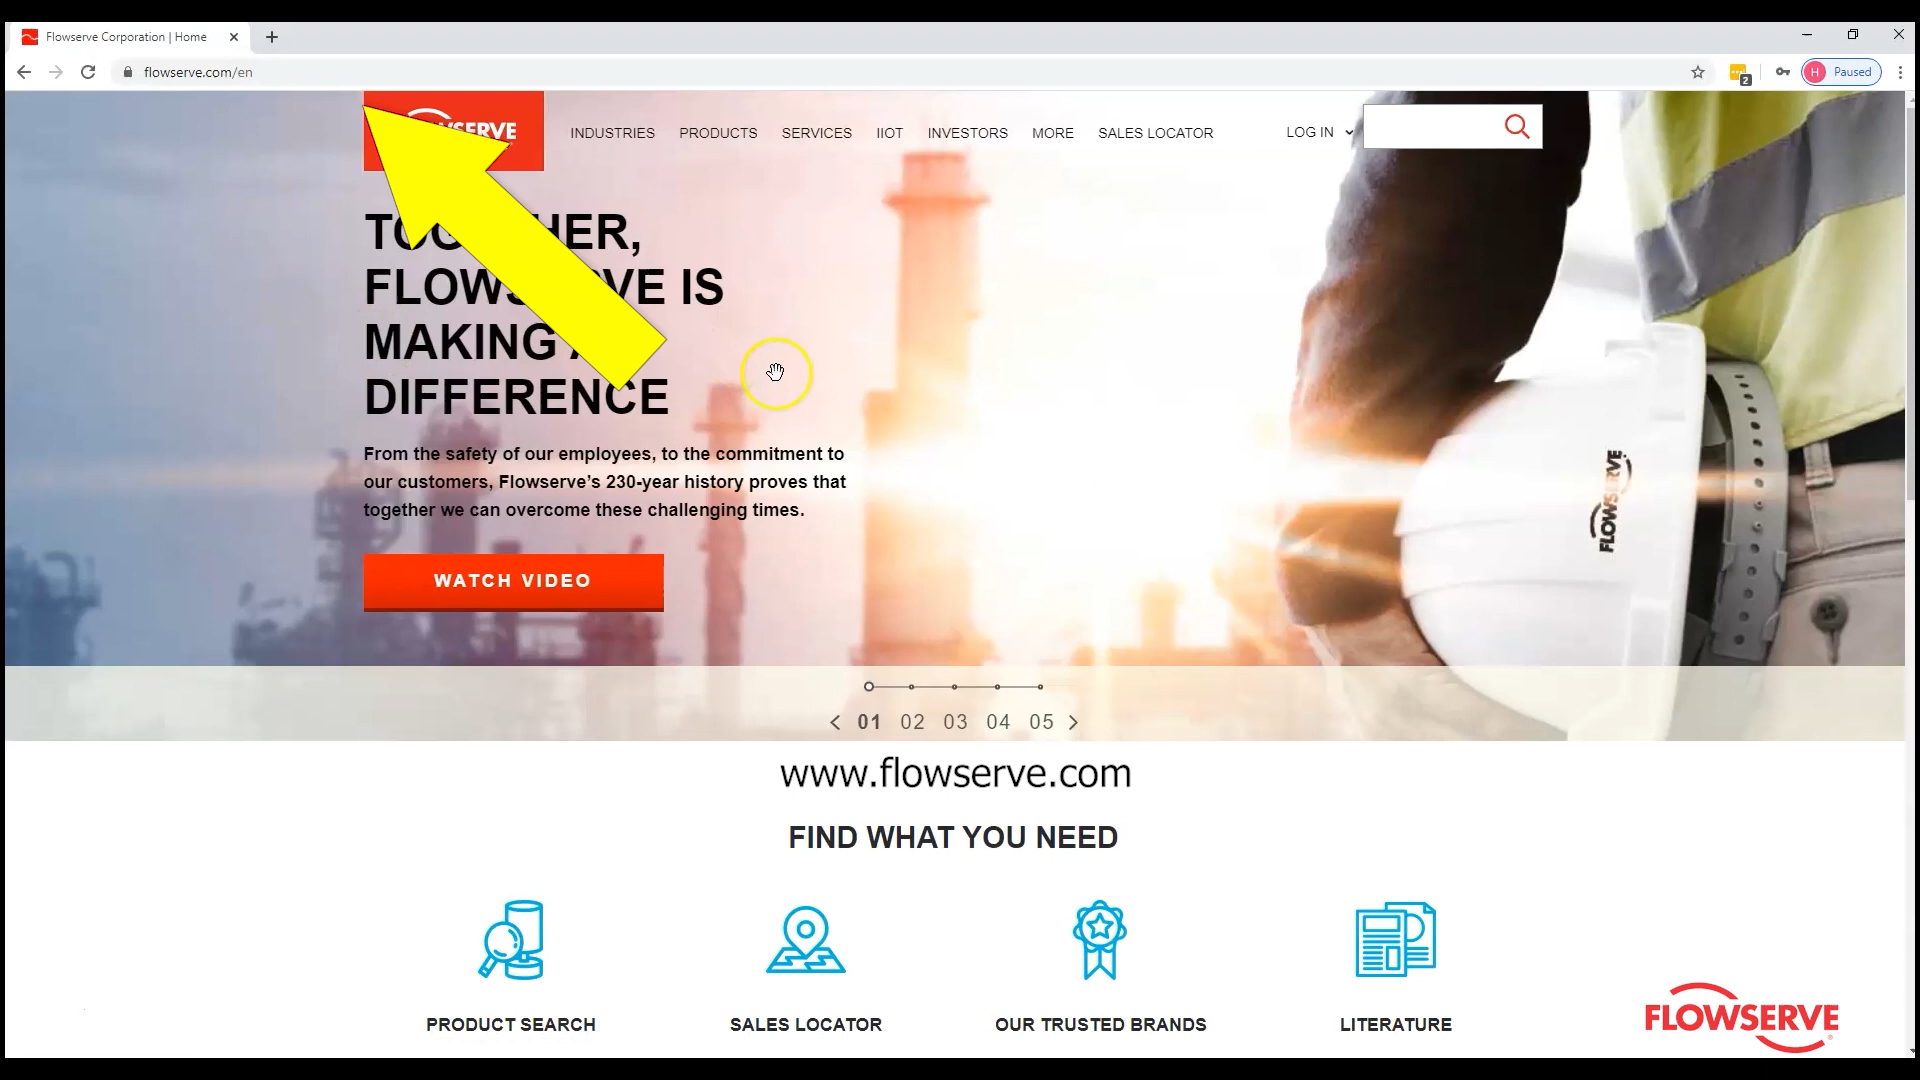 Flowserve Corporation | Home
flowserve.com/en
2
H Paused
INDUSTRIES PRODUCTS SERVICES IIOT INVESTORS MORE SALES LOCATOR LOG IN
FLOWSERVE IS
MAKING
DIFFERENCE
From the safety of our employees, to the commitment to
our customers, Flowserve’s 230-year history proves that
together we can overcome these challenging times.
WATCH VIDEO
FLOWSERVE
01 02 03 04 05
www.flowserve.com
FIND WHAT YOU NEED
PRODUCT SEARCH SALES LOCATOR OUR TRUSTED BRANDS LITERATURE
FLOWSERVE